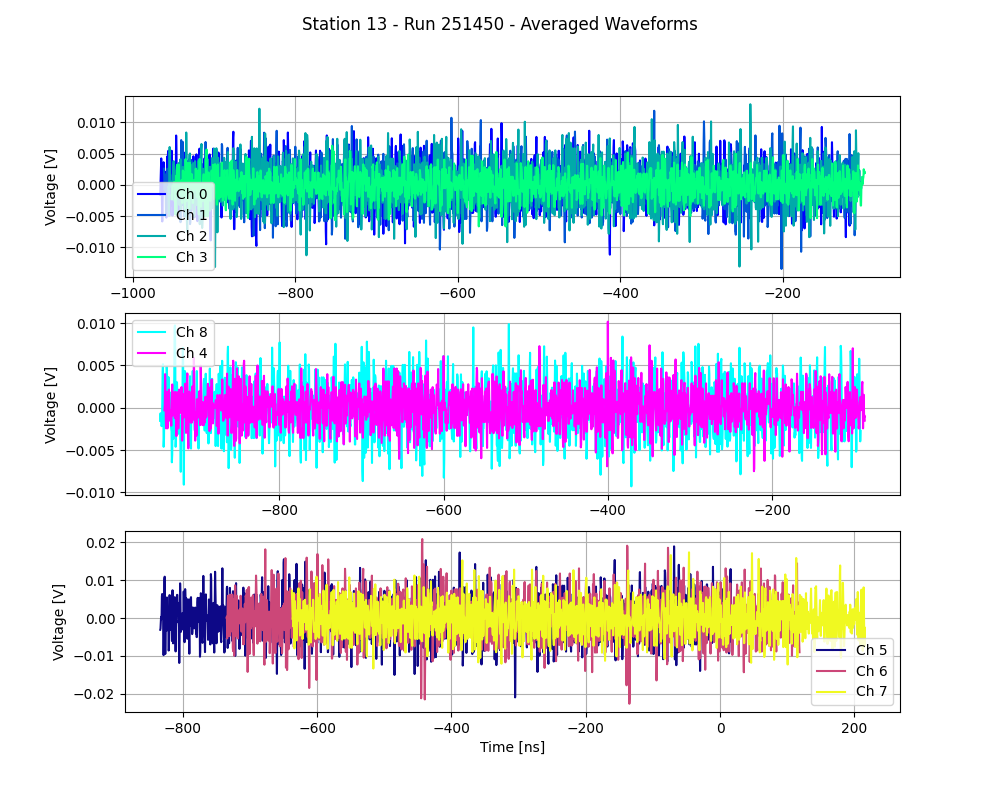 Station 13 - Run 251450 - Averaged Waveforms
0.010
0.005
0.000
−0.005
−0.010
Voltage [V]
Ch 0
Ch 1
Ch 2
Ch 3
−1000 −800 −600 −400 −200
0.010
0.005
0.000
−0.005
−0.010
Voltage [V]
Ch 8
Ch 4
−800 −600 −400 −200
0.02
0.01
0.00
−0.01
−0.02
Voltage [V]
Ch 5
Ch 6
Ch 7
−800 −600 −400 −200 0 200
Time [ns]